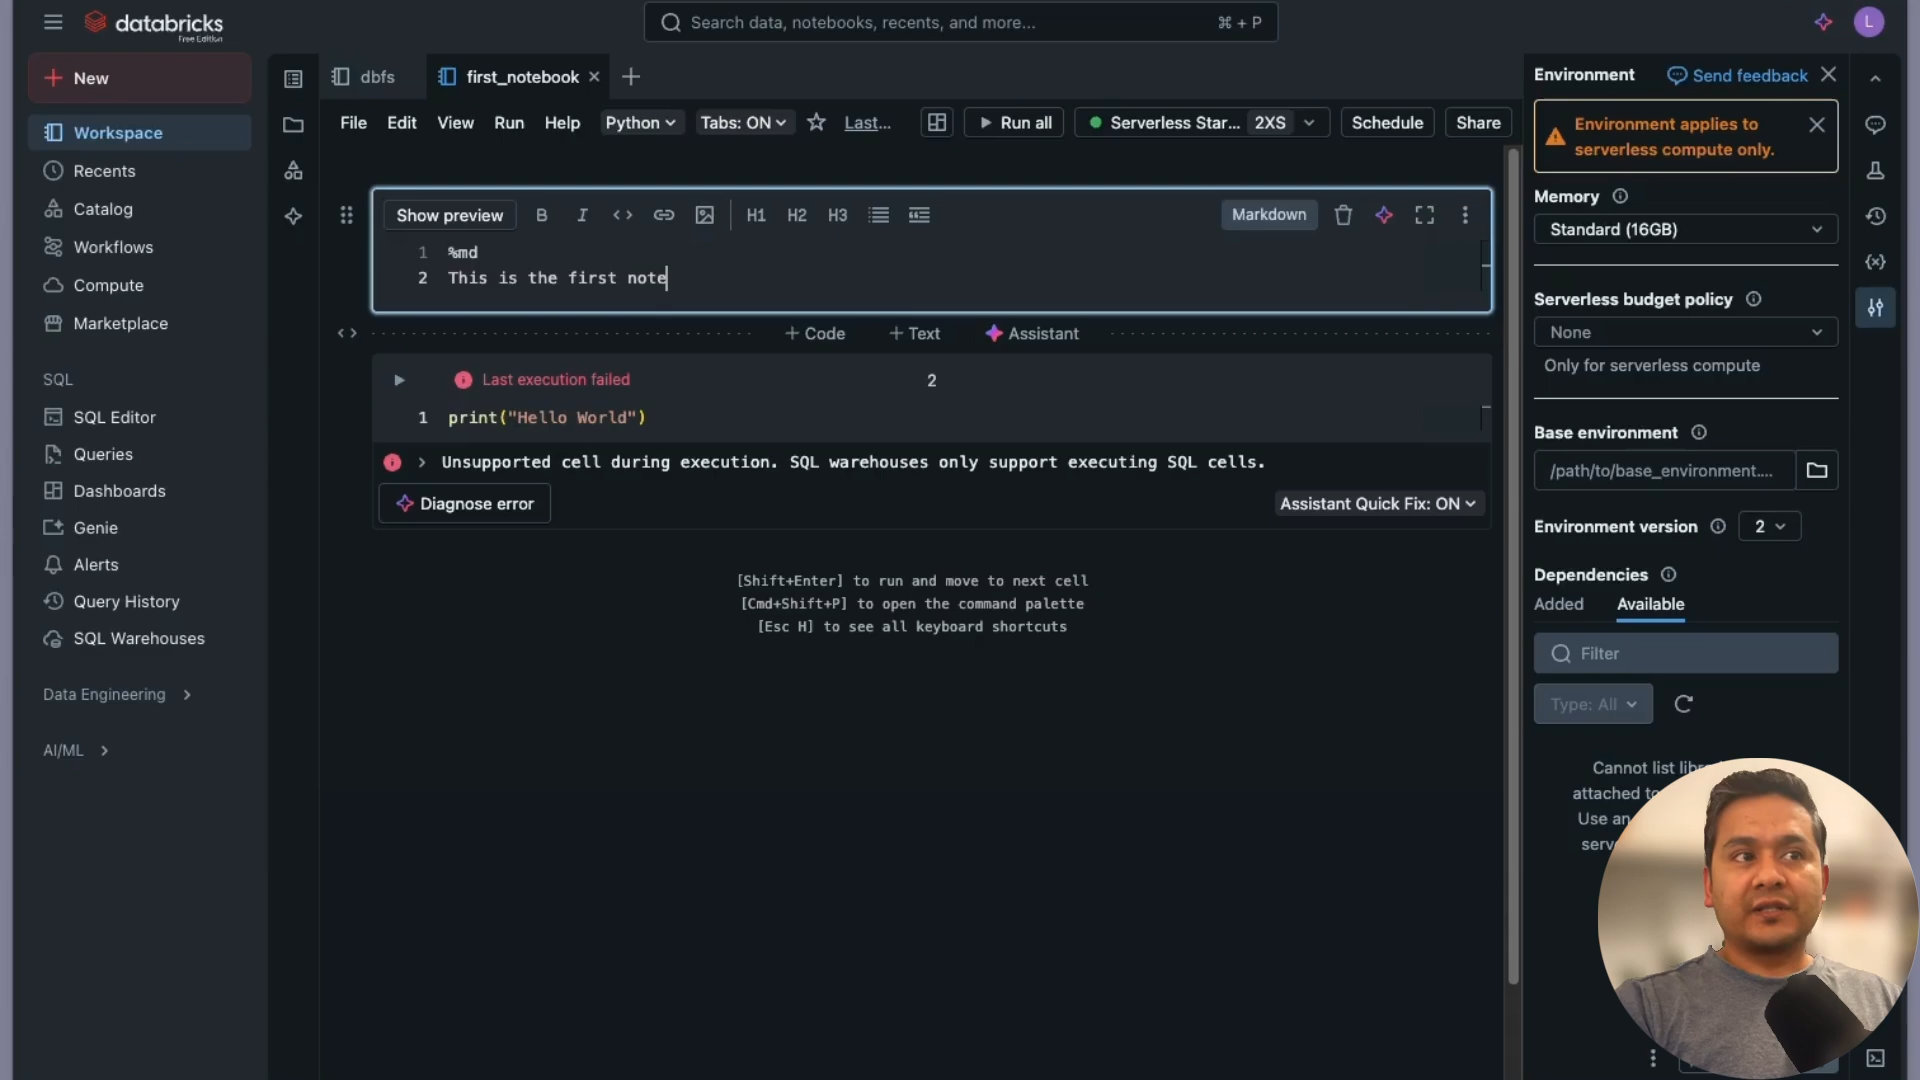 databricks
Free Edition
Search data, notebooks, recents, and more...
⌘ + P
L
New
Workspace
Recents
Catalog
Workflows
Compute
Marketplace
SQL
SQL Editor
Queries
Dashboards
Genie
Alerts
Query History
SQL Warehouses
Data Engineering
AI/ML
dbfs
first_notebook
File Edit View Run Help Python Tabs: ON Last... Run all Serverless Star... 2XS Schedule Share
Show preview B I H1 H2 H3 Markdown
1 %md
2 This is the first note
+ Code + Text Assistant
Last execution failed 2
1 print("Hello World")
Unsupported cell during execution. SQL warehouses only support executing SQL cells.
Diagnose error Assistant Quick Fix: ON
[Shift+Enter] to run and move to next cell
[Cmd+Shift+P] to open the command palette
[Esc H] to see all keyboard shortcuts
Environment Send feedback
Environment applies to
serverless compute only.
Memory
Standard (16GB)
Serverless budget policy
None
Only for serverless compute
Base environment
/path/to/base_environment....
Environment version 2
Dependencies
Added Available
Filter
Type: All
Cannot list
attached
Use an